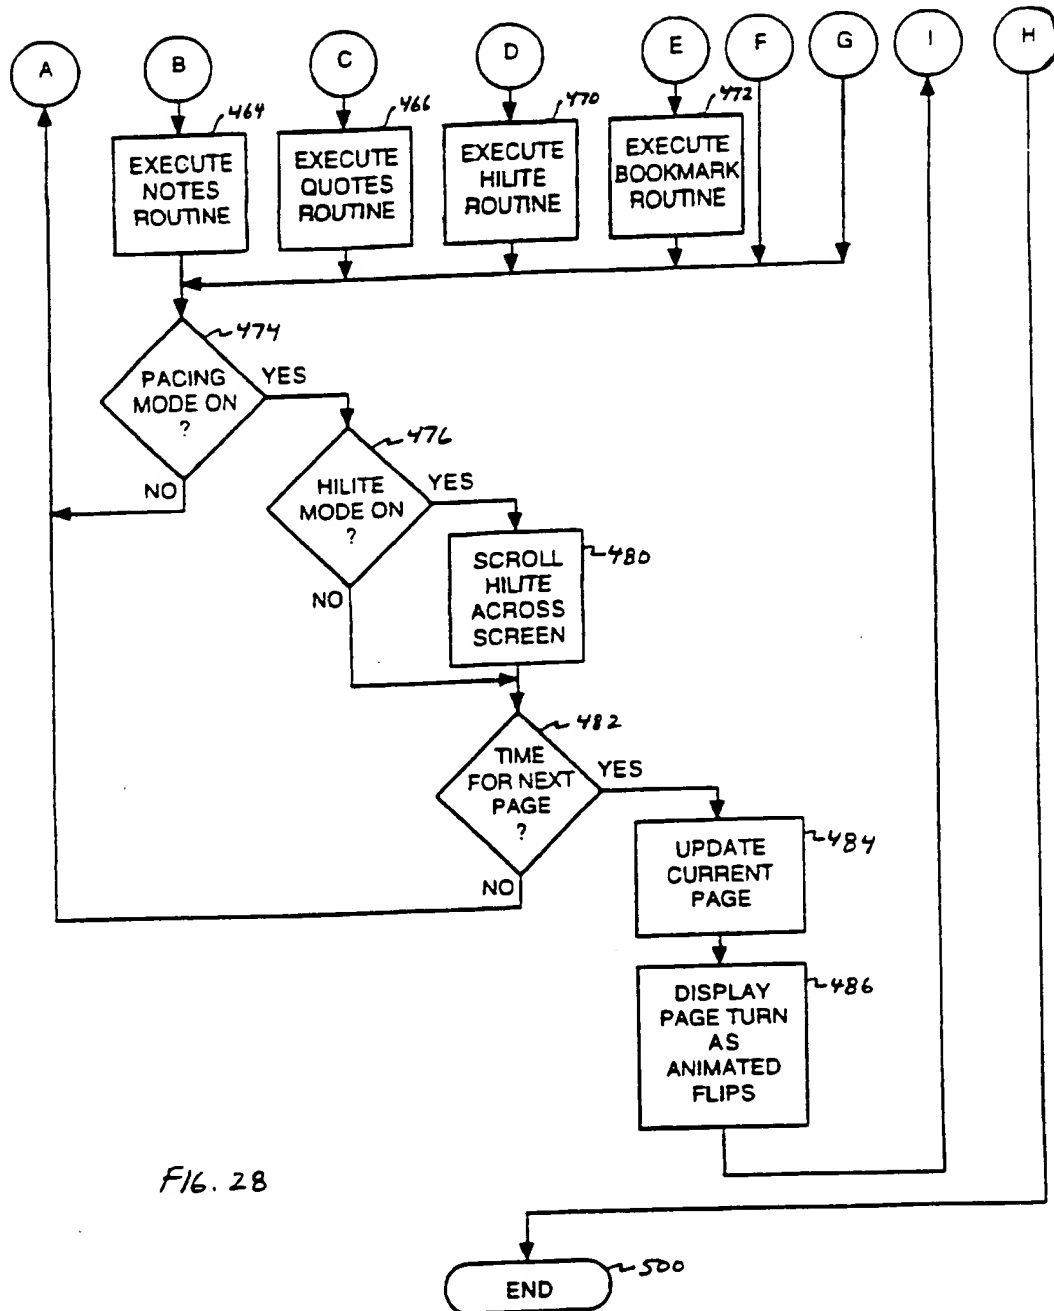 A B C D E F G I H
464 466 470 472
EXECUTE
NOTES
ROUTINE
EXECUTE
QUOTES
ROUTINE
EXECUTE
HILITE
ROUTINE
EXECUTE
BOOKMARK
ROUTINE
474
PACING
MODE ON
?
YES
NO
476
HILITE
MODE ON
?
YES
NO
480
SCROLL
HILITE
ACROSS
SCREEN
482
TIME
FOR NEXT
PAGE
?
YES
NO
484
UPDATE
CURRENT
PAGE
486
DISPLAY
PAGE TURN
AS
ANIMATED
FLIPS
FIG. 28
500
END